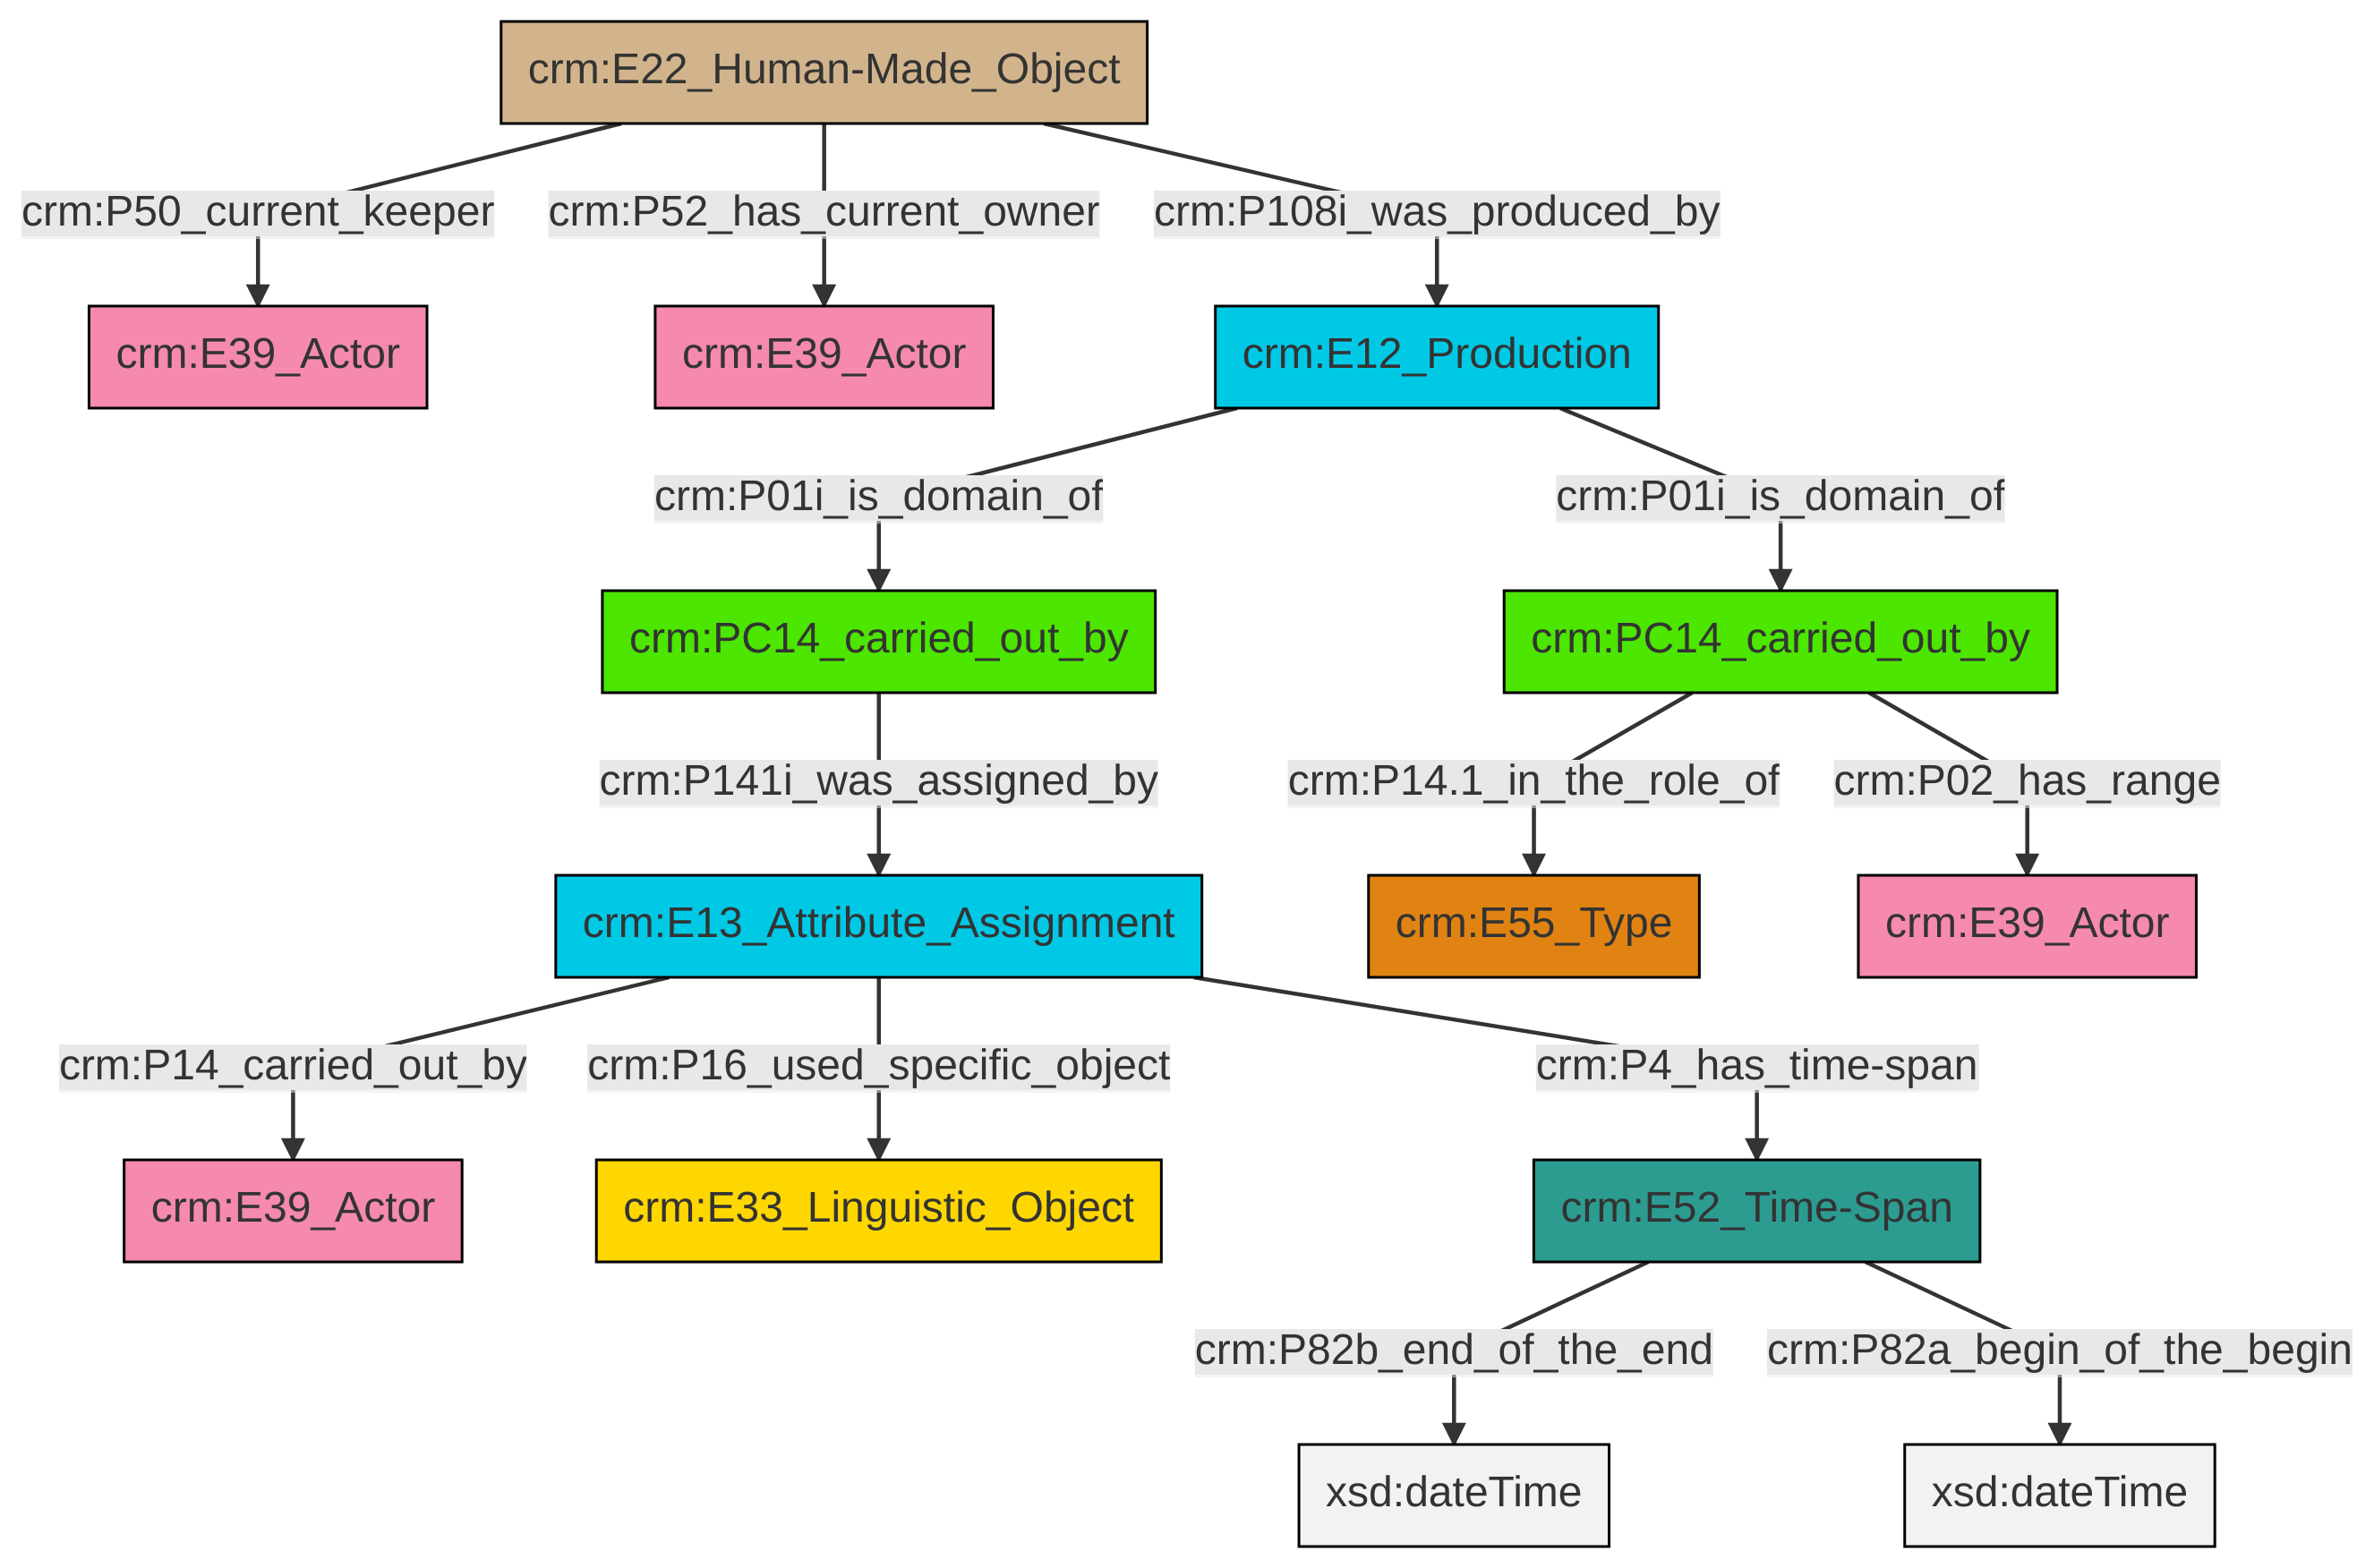 crm:E22_Human-Made_Object
crm:P50_current_keeper
crm:P52_has_current_owner
crm:P108i_was_produced_by
crm:E39_Actor
crm:E39_Actor
crm:E12_Production
crm:P01i_is_domain_of
crm:P01i_is_domain_of
crm:PC14_carried_out_by
crm:PC14_carried_out_by
crm:P141i_was_assigned_by
crm:P14.1_in_the_role_of
crm:P02_has_range
crm:E13_Attribute_Assignment
crm:E55_Type
crm:E39_Actor
crm:P14_carried_out_by
crm:P16_used_specific_object
crm:P4_has_time-span
crm:E39_Actor
crm:E33_Linguistic_Object
crm:E52_Time-Span
crm:P82b_end_of_the_end
crm:P82a_begin_of_the_begin
xsd:dateTime
xsd:dateTime